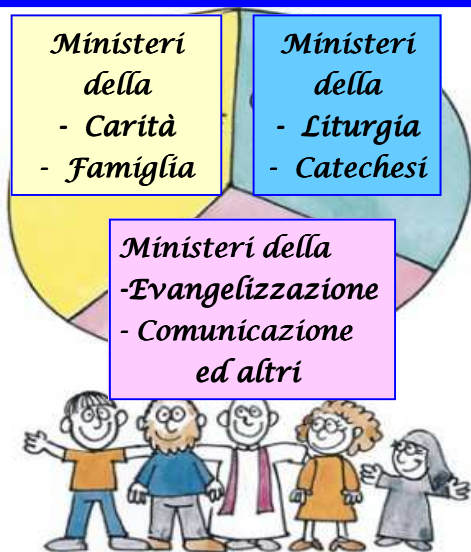 Ministeri
della
- Carità
- Famiglia
Ministeri
della
- Liturgia
- Catechesi
Ministeri della
-Evangelizzazione
- Comunicazione
ed altri